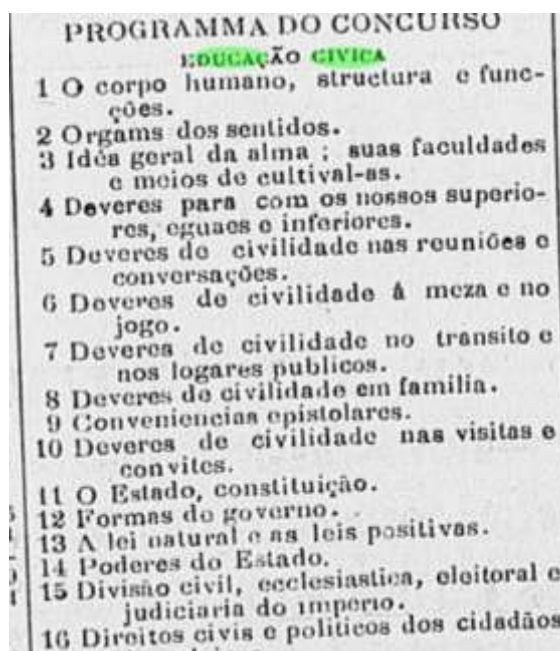 PROGRAMMA DO CONCURSO
EDUCAÇÃO CIVICA
1 O corpo humano, structura e func-
ções.
2 Orgams dos sentidos.
3 Idéa geral da alma ; suas faculdades
e meios de cultival-as.
4 Deveres para com os nossos superio-
res, eguaes e inferiores.
5 Deveres de civilidade nas reuniões e
conversações.
6 Deveres de civilidade á meza e no
jogo.
7 Deveres de civilidade no transito e
nos logares publicos.
8 Deveres de civilidade em familia.
9 Conveniencias epistolares.
10 Deveres de civilidade nas visitas e
convites.
11 O Estado, constituição.
12 Formas de governo.
13 A lei natural e as leis positivas.
14 Poderes do Estado.
15 Divisão civil, ecclesiastica, eleitoral e
judiciaria do imperio.
16 Direitos civis e politicos dos cidadãos